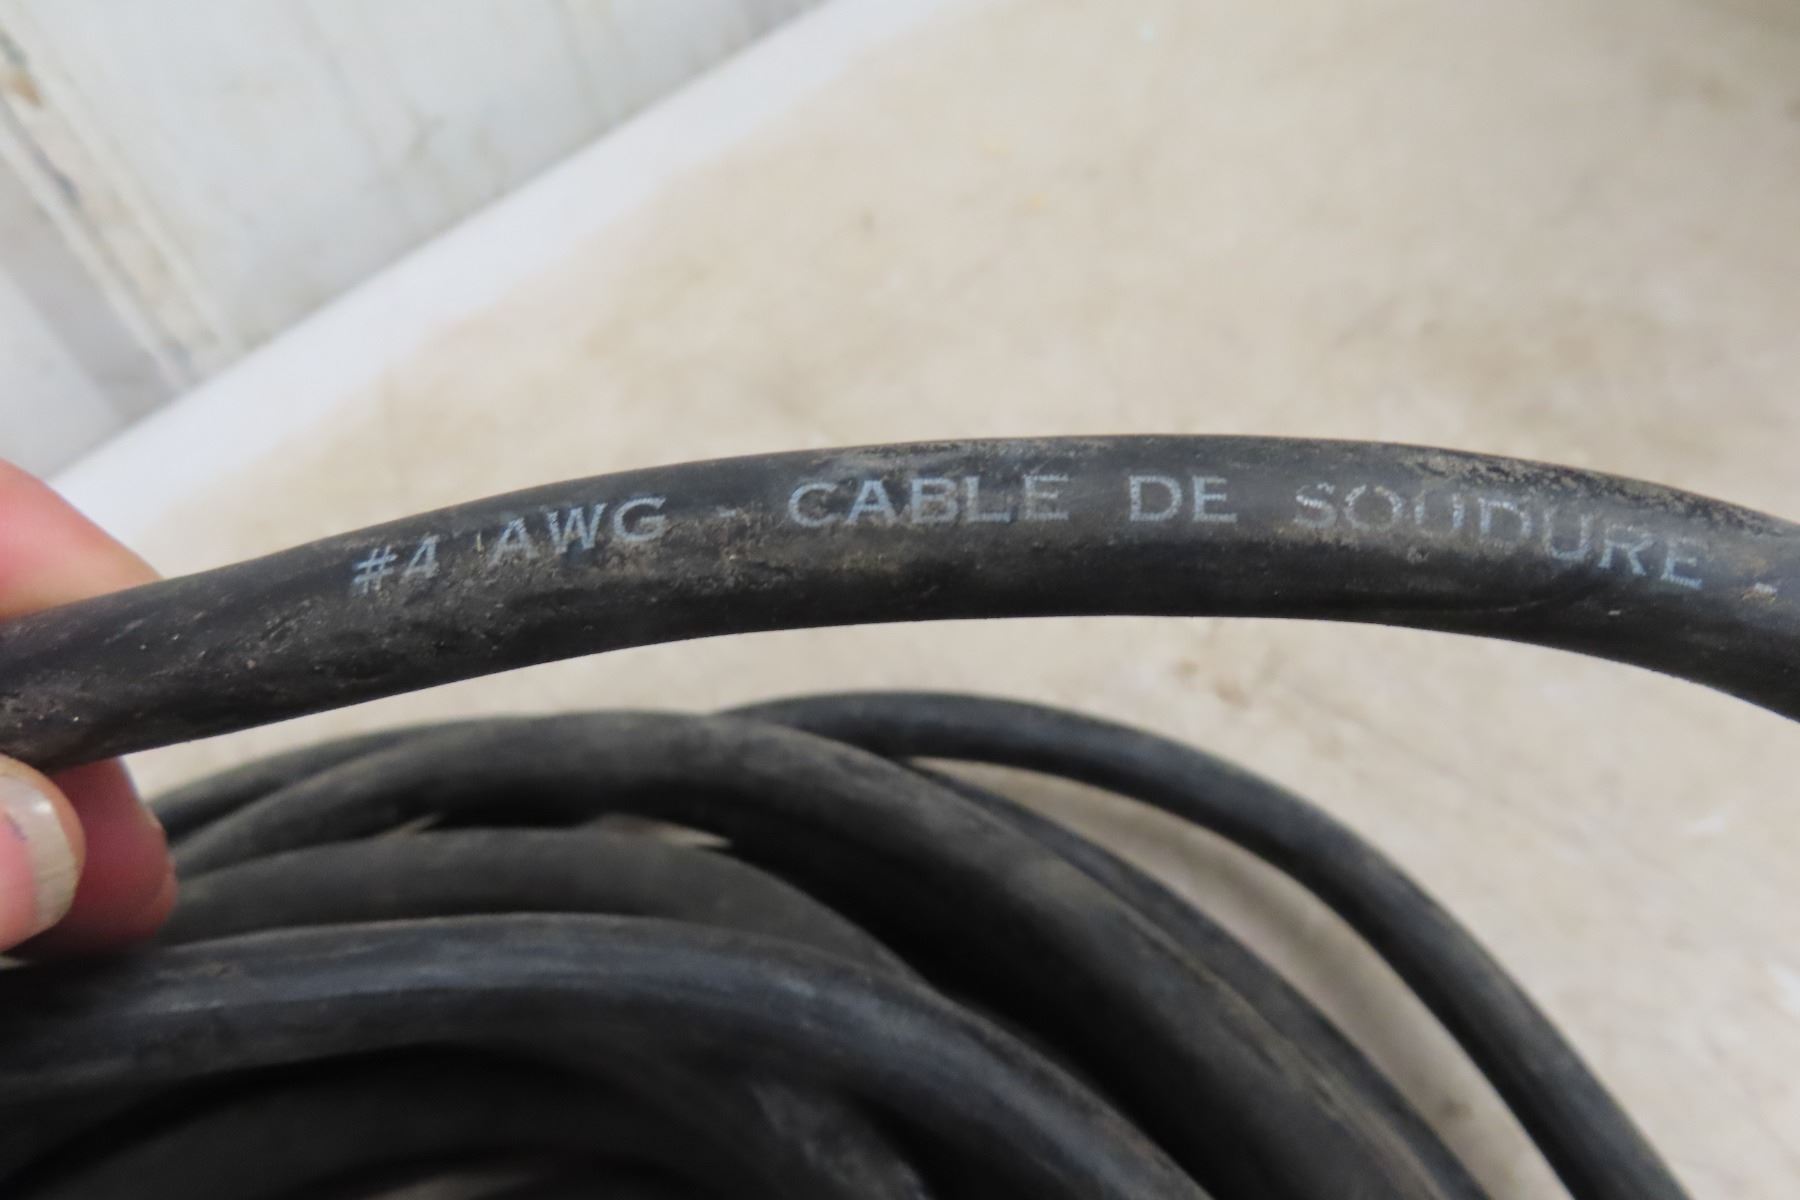 #4 AWG - CABLE DE SOUDURE -